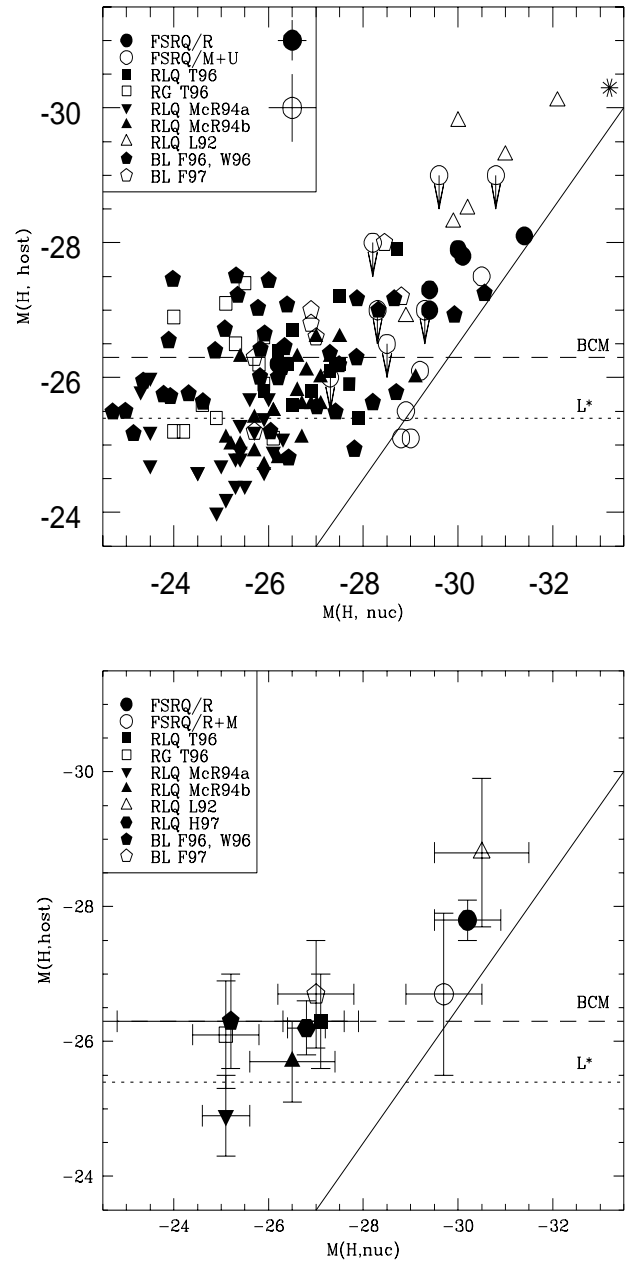 FSRQ/R
FSRQ/M+U
RLQ T96
RG T96
RLQ McR94a
RLQ McR94b
RLQ L92
BL F96, W96
BL F97
-30
-28
-26
-24
M(H, host)
BCM
L*
-24 -26 -28 -30 -32
M(H, nuc)
FSRQ/R
FSRQ/R+M
RLQ T96
RG T96
RLQ McR94a
RLQ McR94b
RLQ L92
RLQ H97
BL F96, W96
BL F97
-30
-28
-26
-24
M(H,host)
BCM
L*
-24 -26 -28 -30 -32
M(H,nuc)